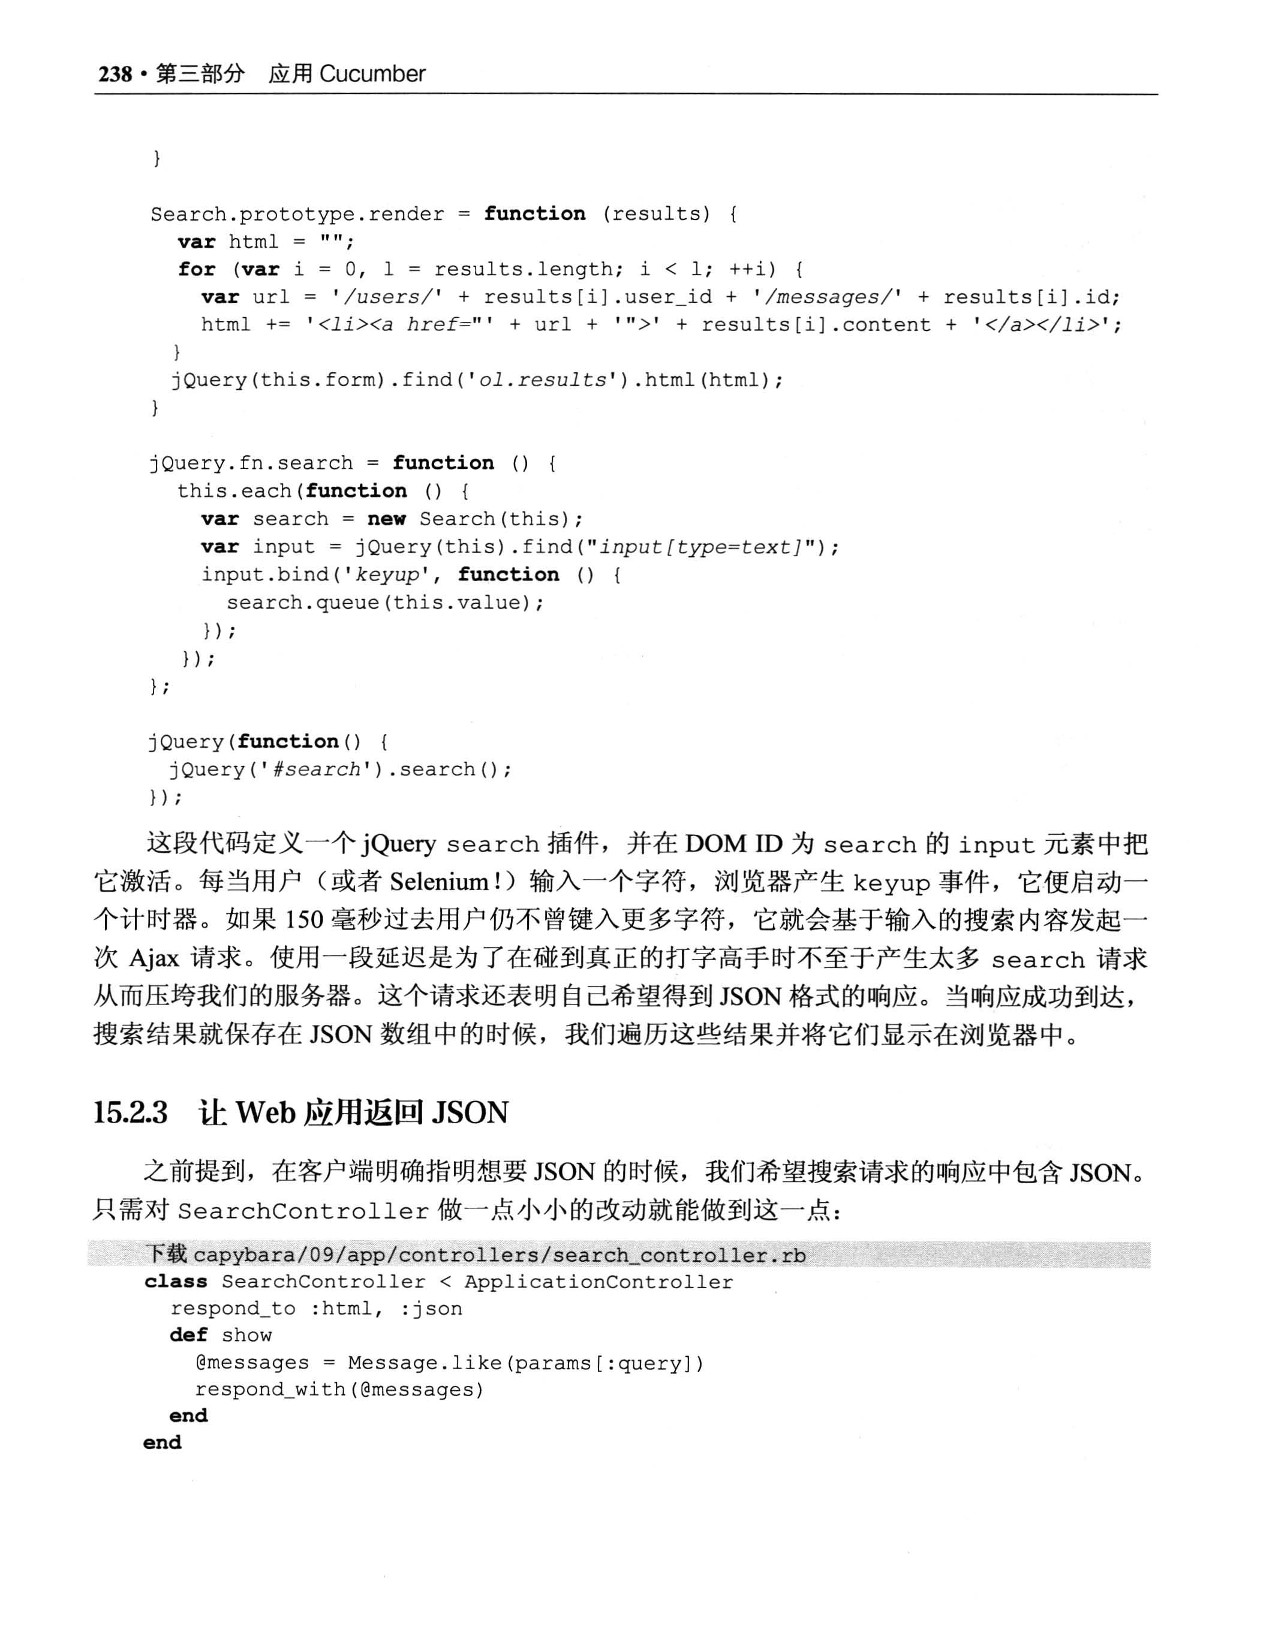 238 • 第三部分 应用 Cucumber
}
Search.prototype.render = function (results) {
var html = "";
for (var i = 0, l = results.length; i < l; ++i) {
var url = '/users/' + results[i].user_id + '/messages/' + results[i].id;
html += '<li><a href="' + url + '">' + results[i].content + '</a></li>';
}
jQuery(this.form).find('ol.results').html(html);
}
jQuery.fn.search = function () {
this.each(function () {
var search = new Search(this);
var input = jQuery(this).find("input[type=text]");
input.bind('keyup', function () {
search.queue(this.value);
});
});
};
jQuery(function() {
jQuery('#search').search();
});
这段代码定义一个 jQuery search 插件，并在 DOM ID 为 search 的 input 元素中把
它激活。每当用户（或者 Selenium！）输入一个字符，浏览器产生 keyup 事件，它便启动一
个计时器。如果 150 毫秒过去用户仍不曾键入更多字符，它就会基于输入的搜索内容发起一
次 Ajax 请求。使用一段延迟是为了在碰到真正的打字高手时不至于产生太多 search 请求
从而压垮我们的服务器。这个请求还表明自己希望得到 JSON 格式的响应。当响应成功到达，
搜索结果就保存在 JSON 数组中的时候，我们遍历这些结果并将它们显示在浏览器中。
15.2.3 让 Web 应用返回 JSON
之前提到，在客户端明确指明想要 JSON 的时候，我们希望搜索请求的响应中包含 JSON。
只需对 SearchController 做一点小小的改动就能做到这一点：
下载 capybara/09/app/controllers/search_controller.rb
class SearchController < ApplicationController
respond_to :html, :json
def show
@messages = Message.like(params[:query])
respond_with(@messages)
end
end